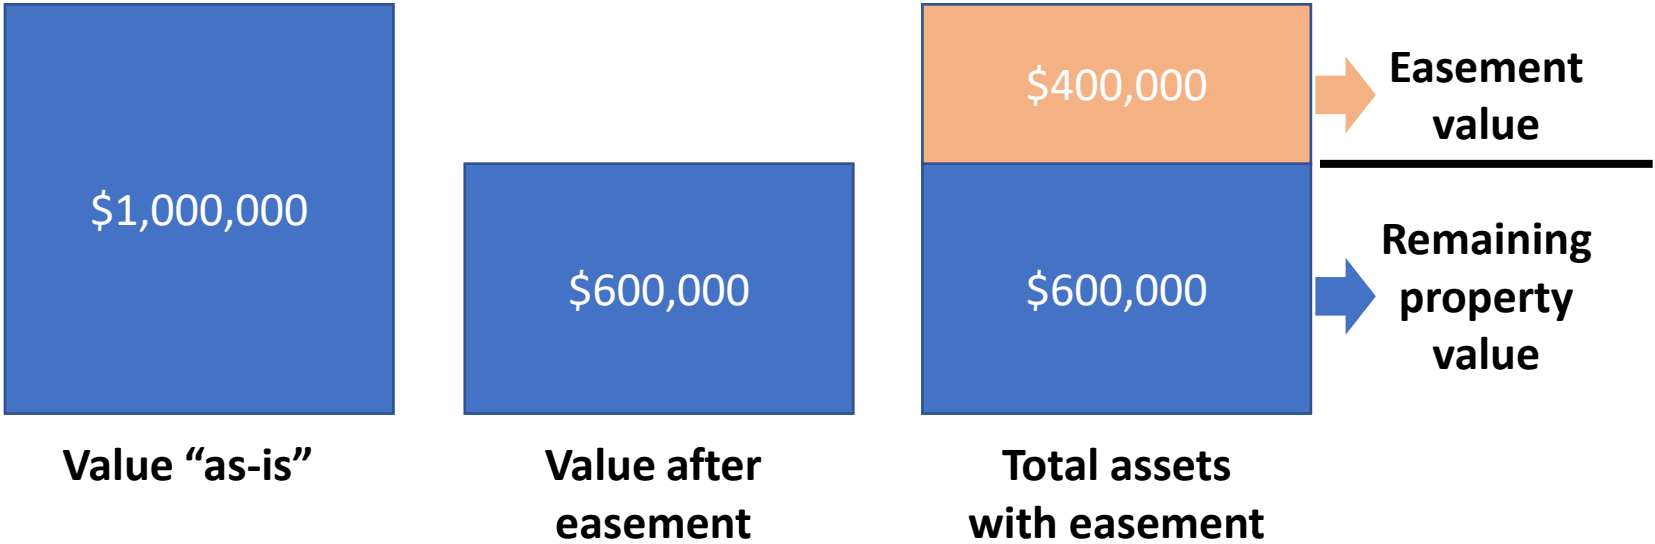 $1,000,000
Value “as-is”
$600,000
Value after
easement
$400,000
$600,000
Total assets
with easement
Easement
value
Remaining
property
value